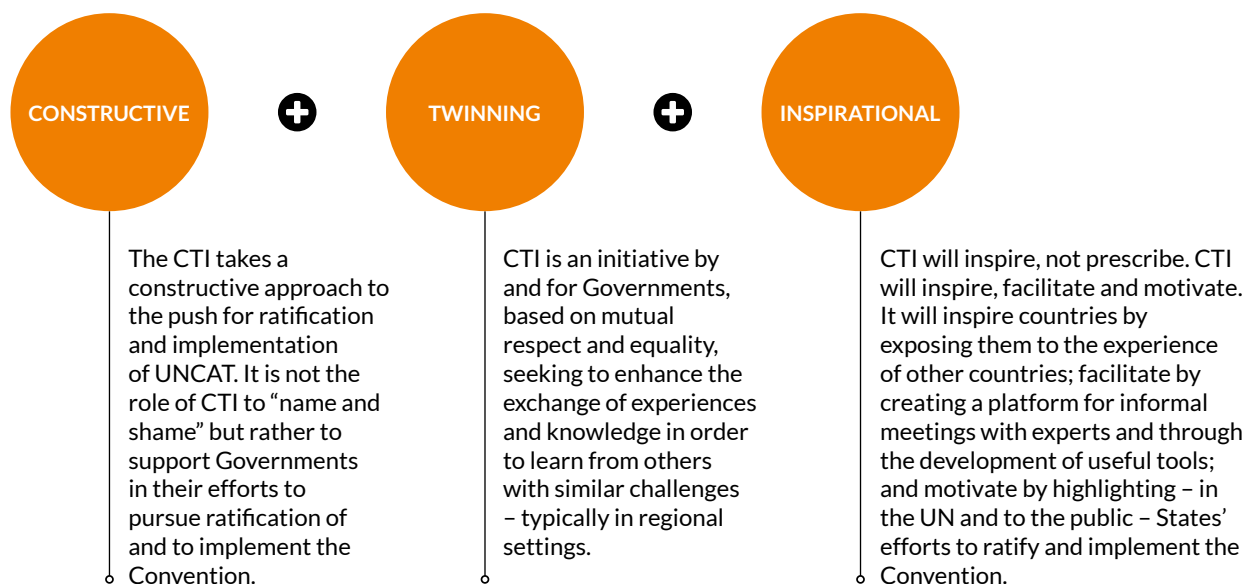 CONSTRUCTIVE
TWINNING
INSPIRATIONAL
The CTI takes a
constructive approach to
the push for ratification
and implementation
of UNCAT. It is not the
role of CTI to “name and
shame” but rather to
support Governments
in their efforts to
pursue ratification of
and to implement the
Convention.
CTI is an initiative by
and for Governments,
based on mutual
respect and equality,
seeking to enhance the
exchange of experiences
and knowledge in order
to learn from others
with similar challenges
– typically in regional
settings.
CTI will inspire, not prescribe. CTI
will inspire, facilitate and motivate.
It will inspire countries by
exposing them to the experience
of other countries; facilitate by
creating a platform for informal
meetings with experts and through
the development of useful tools;
and motivate by highlighting – in
the UN and to the public – States’
efforts to ratify and implement the
Convention.